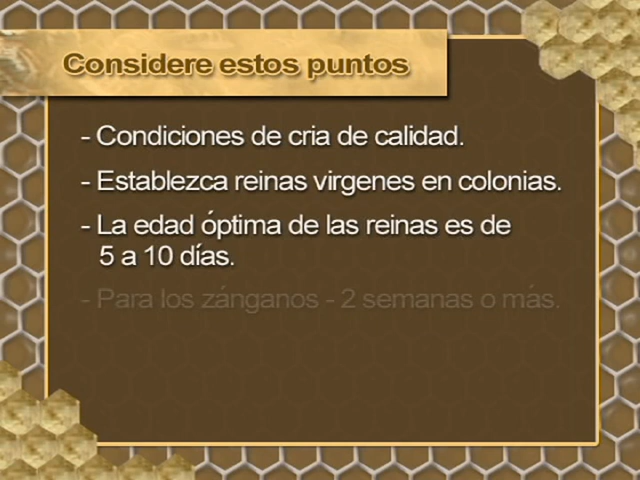 Considere estos puntos
- Condiciones de cria de calidad.
- Establezca reinas virgenes en colonias.
- La edad óptima de las reinas es de
5 a 10 días.
- Para los zánganos - 2 semanas o más.